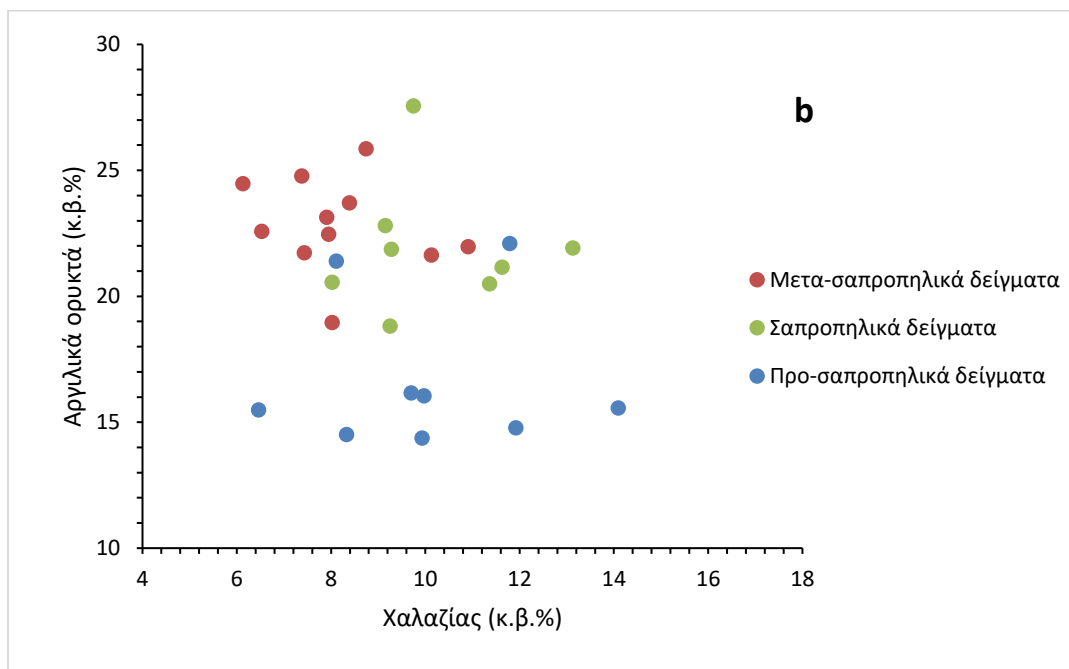 b
30
25
20
15
10
Αργιλικά ορυκτά (κ.β.%)
4 6 8 10 12 14 16 18
Χαλαζίας (κ.β.%)
Μετα-σαπροπηλικά δείγματα
Σαπροπηλικά δείγματα
Προ-σαπροπηλικά δείγματα